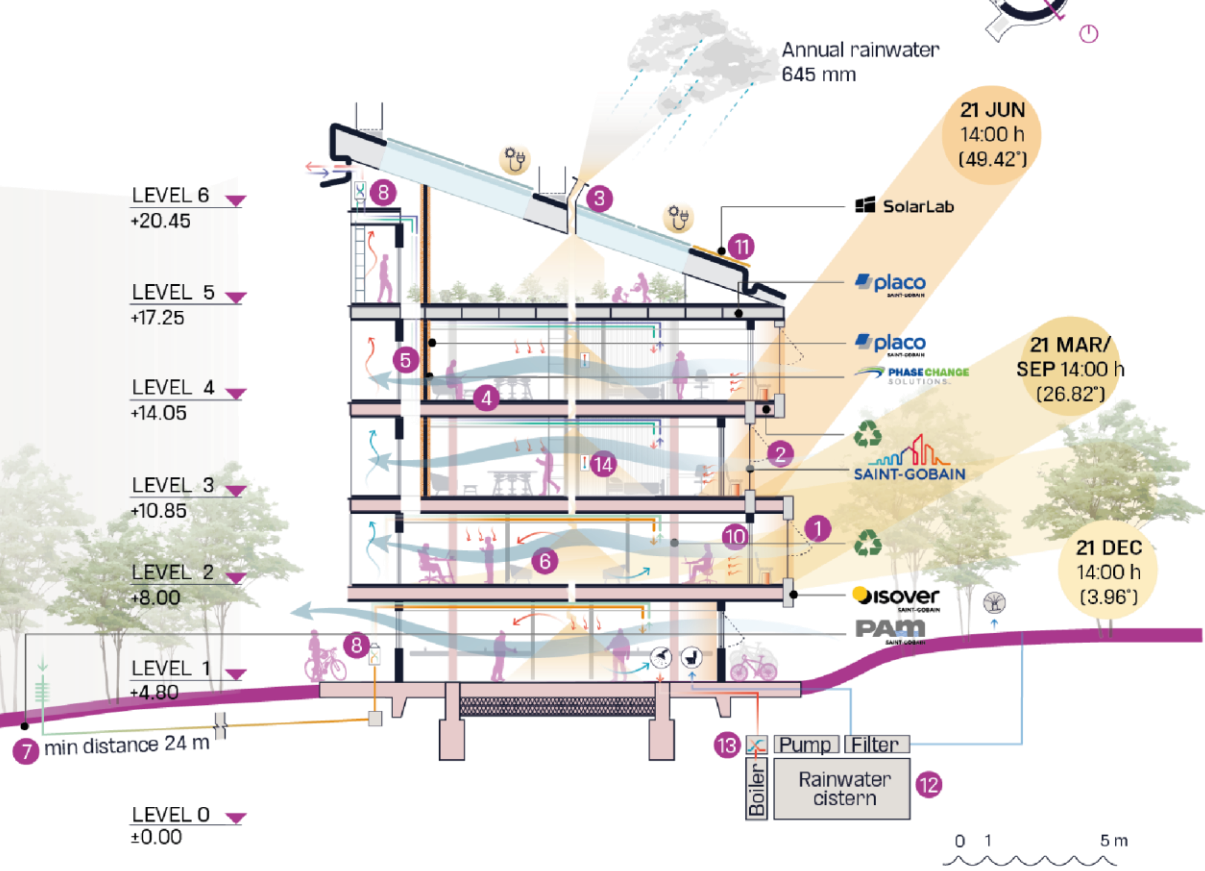 Annual rainwater
645 mm
21 JUN
14:00 h
(49.42°)
LEVEL 6
+20.45
8
3
SolarLab
11
LEVEL 5
+17.25
placo
SAINT-GOBAIN
5
placo
SAINT-GOBAIN
21 MAR/
SEP 14:00 h
(26.82°)
PHASE CHANGE
SOLUTIONS
LEVEL 4
+14.05
4
2
14
SAINT-GOBAIN
LEVEL 3
+10.85
1
10
6
21 DEC
14:00 h
(3.96°)
LEVEL 2
+8.00
isover
SAINT-GOBAIN
PAM
SAINT-GOBAIN
8
LEVEL 1
+4.80
7 min distance 24 m
13
Pump
Filter
Boiler
Rainwater
cistern
12
LEVEL 0
±0.00
0 1 5 m